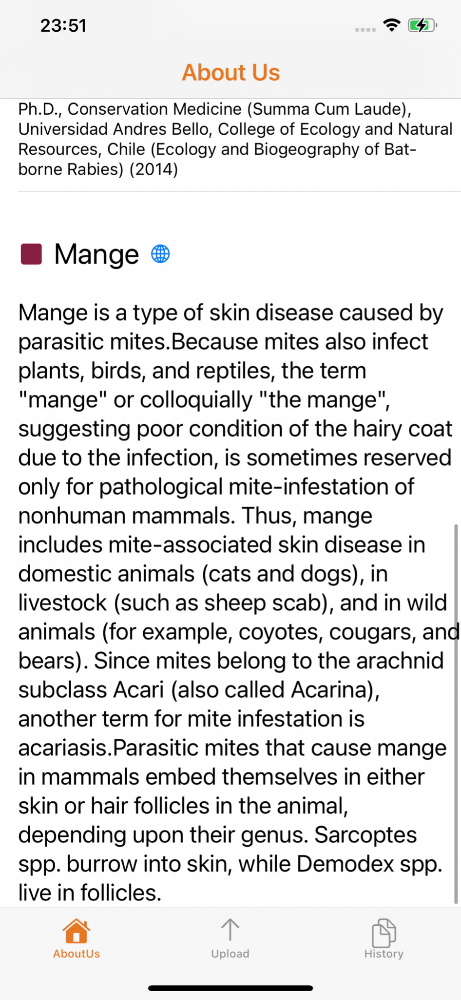 23:51
About Us
Ph.D., Conservation Medicine (Summa Cum Laude),
Universidad Andres Bello, College of Ecology and Natural
Resources, Chile (Ecology and Biogeography of Bat-
borne Rabies) (2014)
Mange
Mange is a type of skin disease caused by
parasitic mites.Because mites also infect
plants, birds, and reptiles, the term
"mange" or colloquially "the mange",
suggesting poor condition of the hairy coat
due to the infection, is sometimes reserved
only for pathological mite-infestation of
nonhuman mammals. Thus, mange
includes mite-associated skin disease in
domestic animals (cats and dogs), in
livestock (such as sheep scab), and in wild
animals (for example, coyotes, cougars, and
bears). Since mites belong to the arachnid
subclass Acari (also called Acarina),
another term for mite infestation is
acariasis.Parasitic mites that cause mange
in mammals embed themselves in either
skin or hair follicles in the animal,
depending upon their genus. Sarcoptes
spp. burrow into skin, while Demodex spp.
live in follicles.
AboutUs
Upload
History